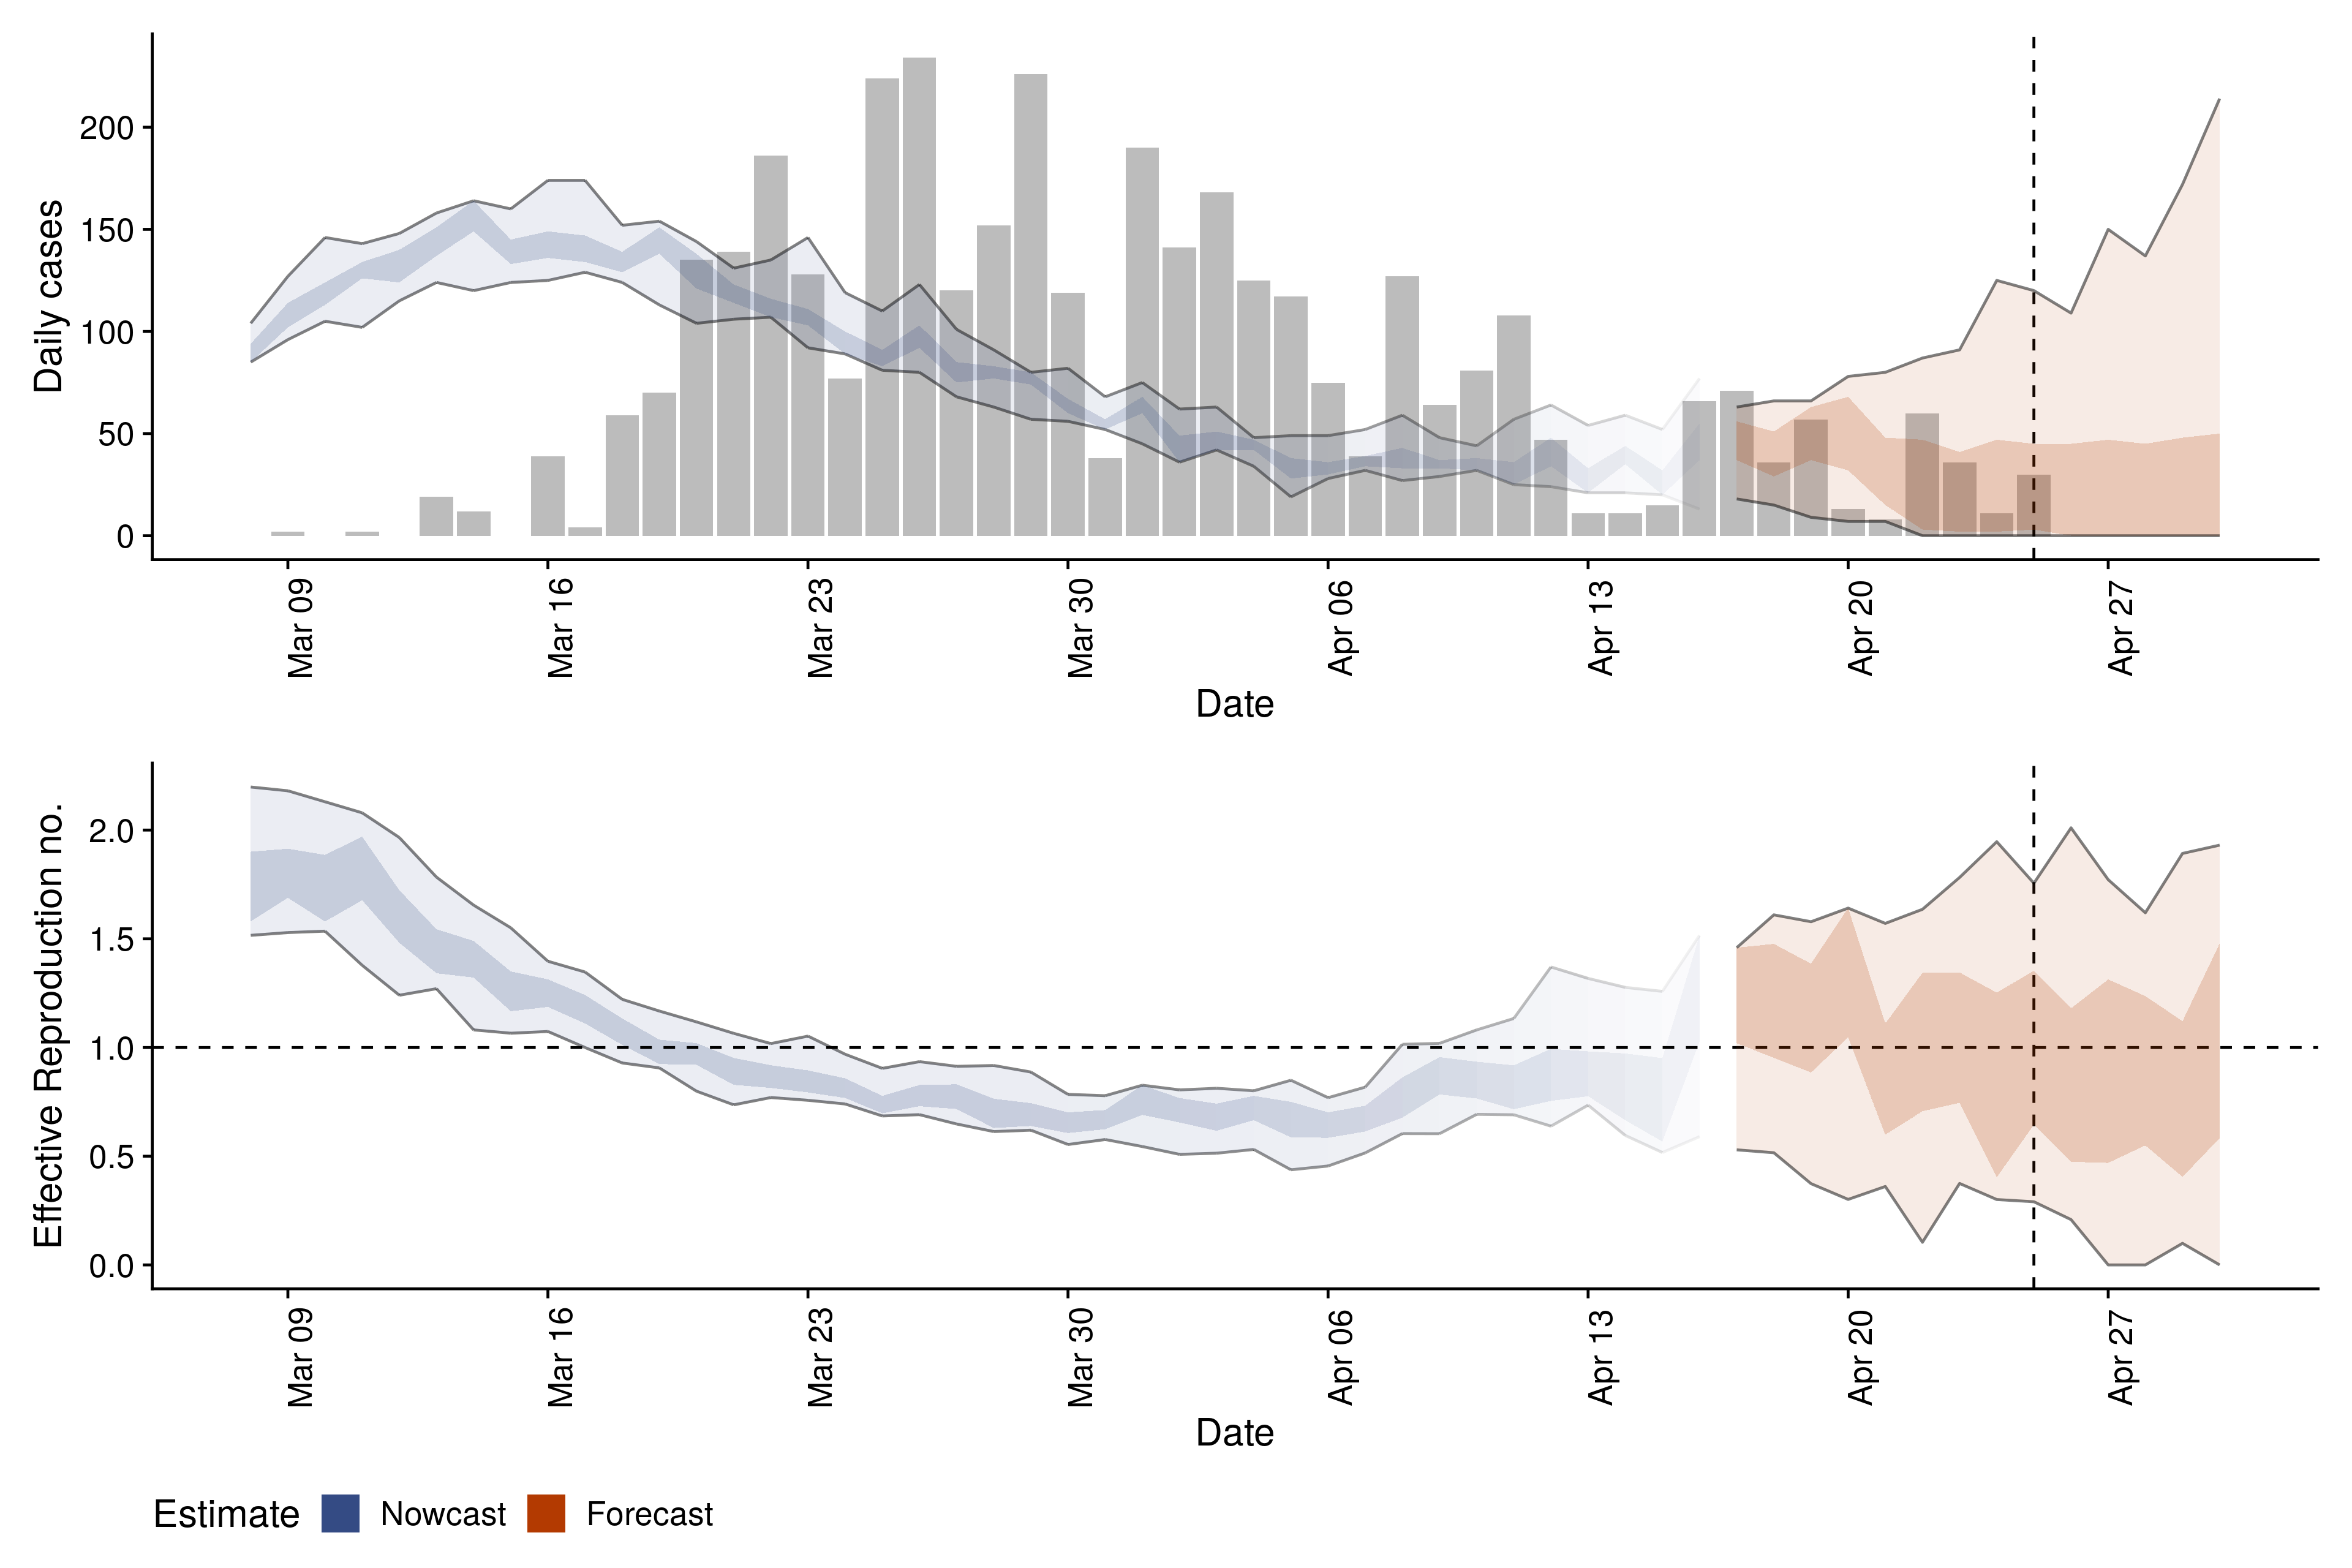 Daily cases
200
150
100
50
0
Mar 09
Mar 16
Mar 23
Mar 30
Apr 06
Apr 13
Apr 20
Apr 27
Date
Effective Reproduction no.
2.0
1.5
1.0
0.5
0.0
Mar 09
Mar 16
Mar 23
Mar 30
Apr 06
Apr 13
Apr 20
Apr 27
Date
Estimate Nowcast Forecast